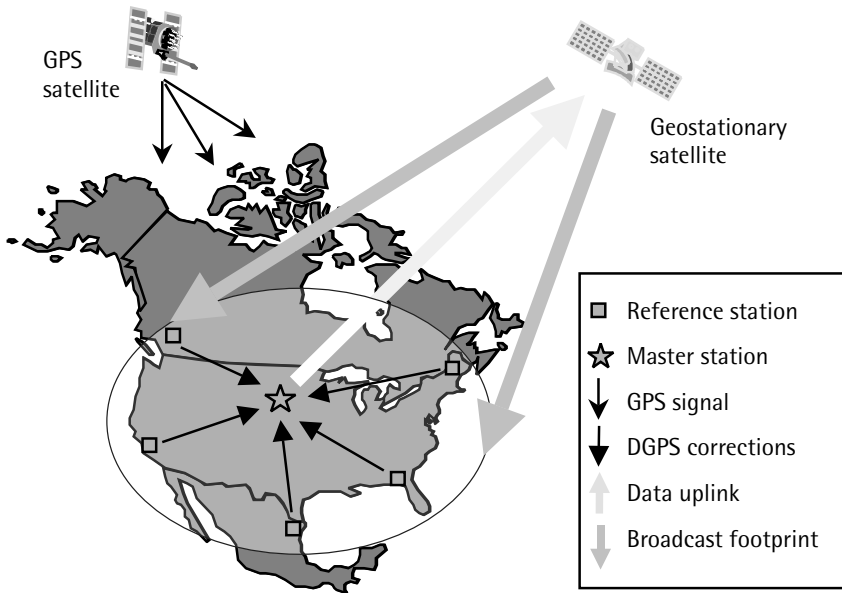 GPS
satellite
Geostationary
satellite
Reference station
Master station
GPS signal
DGPS corrections
Data uplink
Broadcast footprint